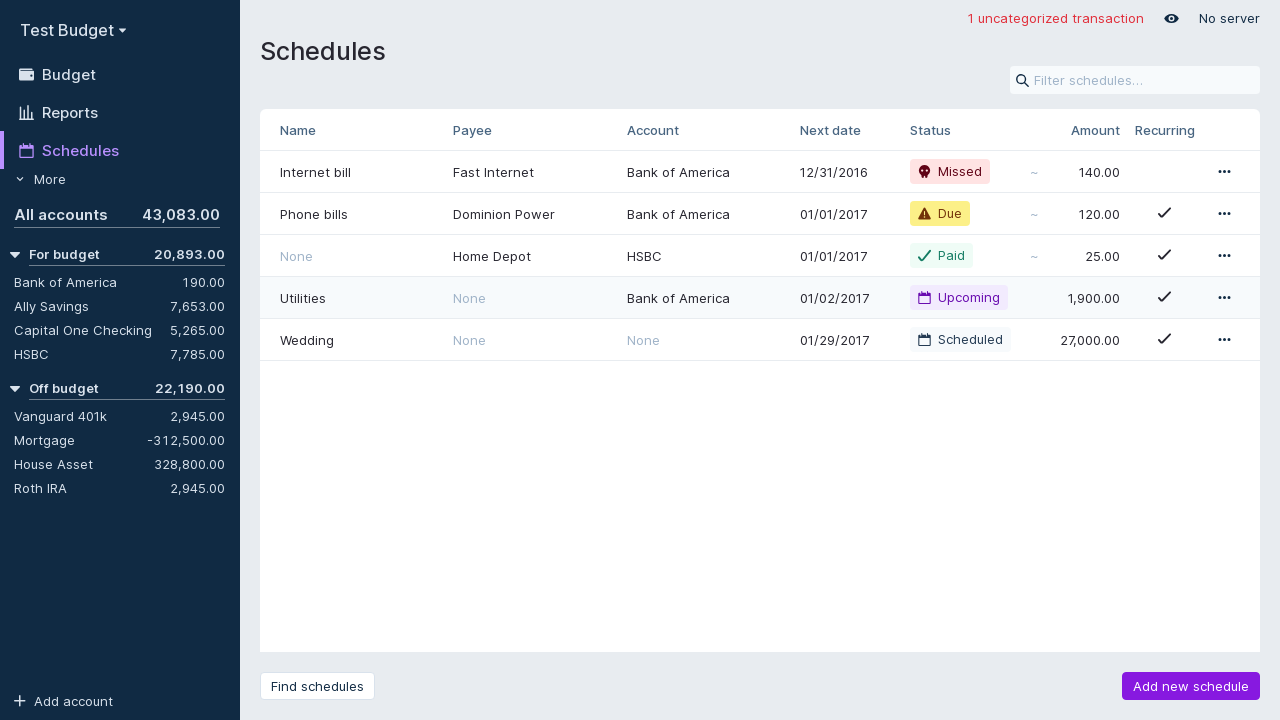 Test Budget
Budget
Reports
Schedules
More
All accounts 43,083.00
For budget 20,893.00
Bank of America 190.00
Ally Savings 7,653.00
Capital One Checking 5,265.00
HSBC 7,785.00
Off budget 22,190.00
Vanguard 401k 2,945.00
Mortgage -312,500.00
House Asset 328,800.00
Roth IRA 2,945.00
Add account
1 uncategorized transaction No server
Schedules
Filter schedules…
Name Payee Account Next date Status Amount Recurring
Internet bill Fast Internet Bank of America 12/31/2016 Missed ~ 140.00
Phone bills Dominion Power Bank of America 01/01/2017 Due ~ 120.00
None Home Depot HSBC 01/01/2017 Paid ~ 25.00
Utilities None Bank of America 01/02/2017 Upcoming 1,900.00
Wedding None None 01/29/2017 Scheduled 27,000.00
Find schedules Add new schedule